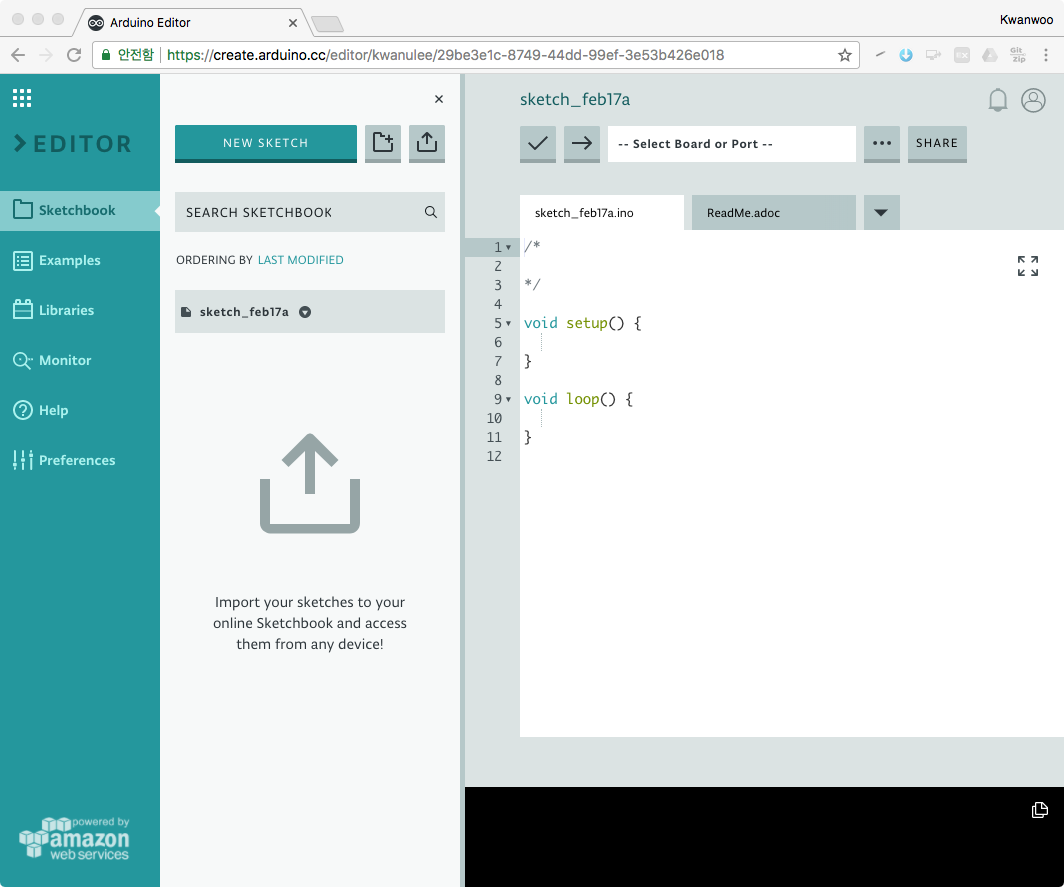 Arduino Editor
Kwanwoo
안전함 https://create.arduino.cc/editor/kwanulee/29be3e1c-8749-44dd-99ef-3e53b426e018
Git
Zip
EDITOR
Sketchbook
Examples
Libraries
Monitor
Help
Preferences
powered by
amazon
web services
NEW SKETCH
SEARCH SKETCHBOOK
ORDERING BY LAST MODIFIED
sketch_feb17a
Import your sketches to your
online Sketchbook and access
them from any device!
sketch_feb17a
-- Select Board or Port --
SHARE
sketch_feb17a.ino ReadMe.adoc
1 /*
2
3 */
4
5 void setup() {
6
7 }
8
9 void loop() {
10
11 }
12